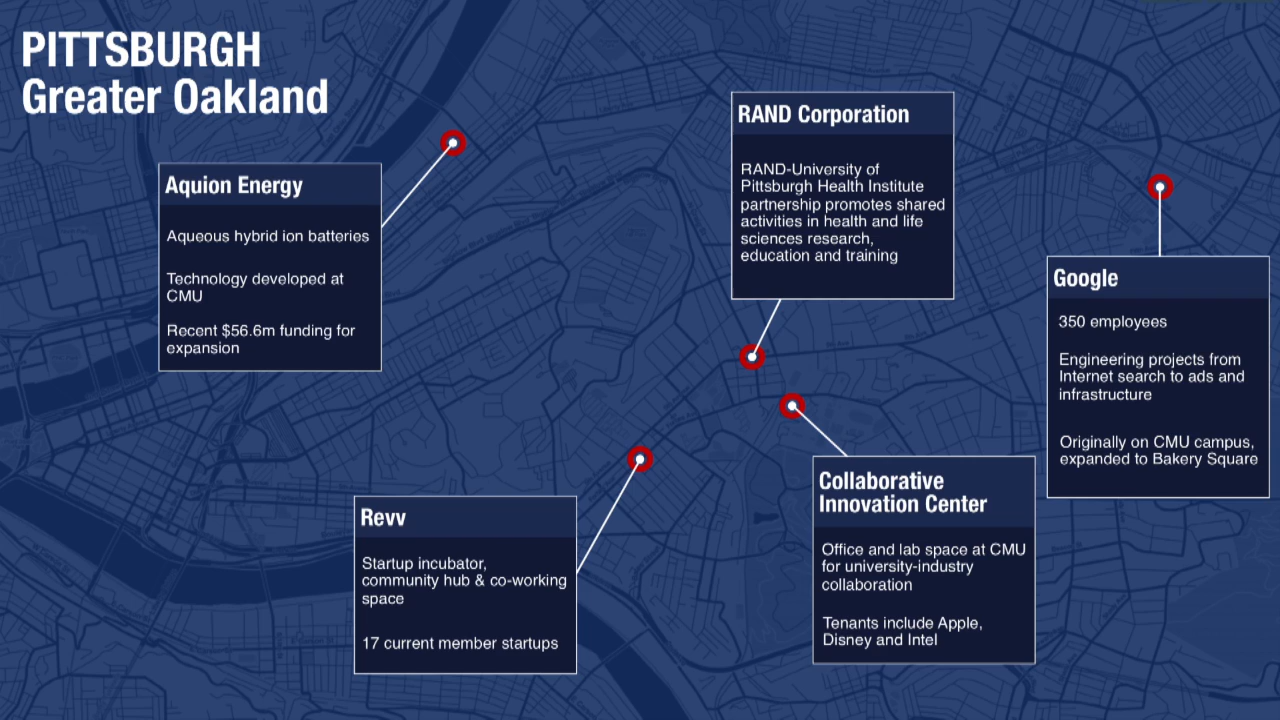 PITTSBURGH
Greater Oakland
Aquion Energy
Aqueous hybrid ion batteries
Technology developed at
CMU
Recent $56.6m funding for
expansion
RAND Corporation
RAND-University of
Pittsburgh Health Institute
partnership promotes shared
activities in health and life
sciences research,
education and training
Google
350 employees
Engineering projects from
Internet search to ads and
infrastructure
Originally on CMU campus,
expanded to Bakery Square
Revv
Startup incubator,
community hub & co-working
space
17 current member startups
Collaborative
Innovation Center
Office and lab space at CMU
for university-industry
collaboration
Tenants include Apple,
Disney and Intel